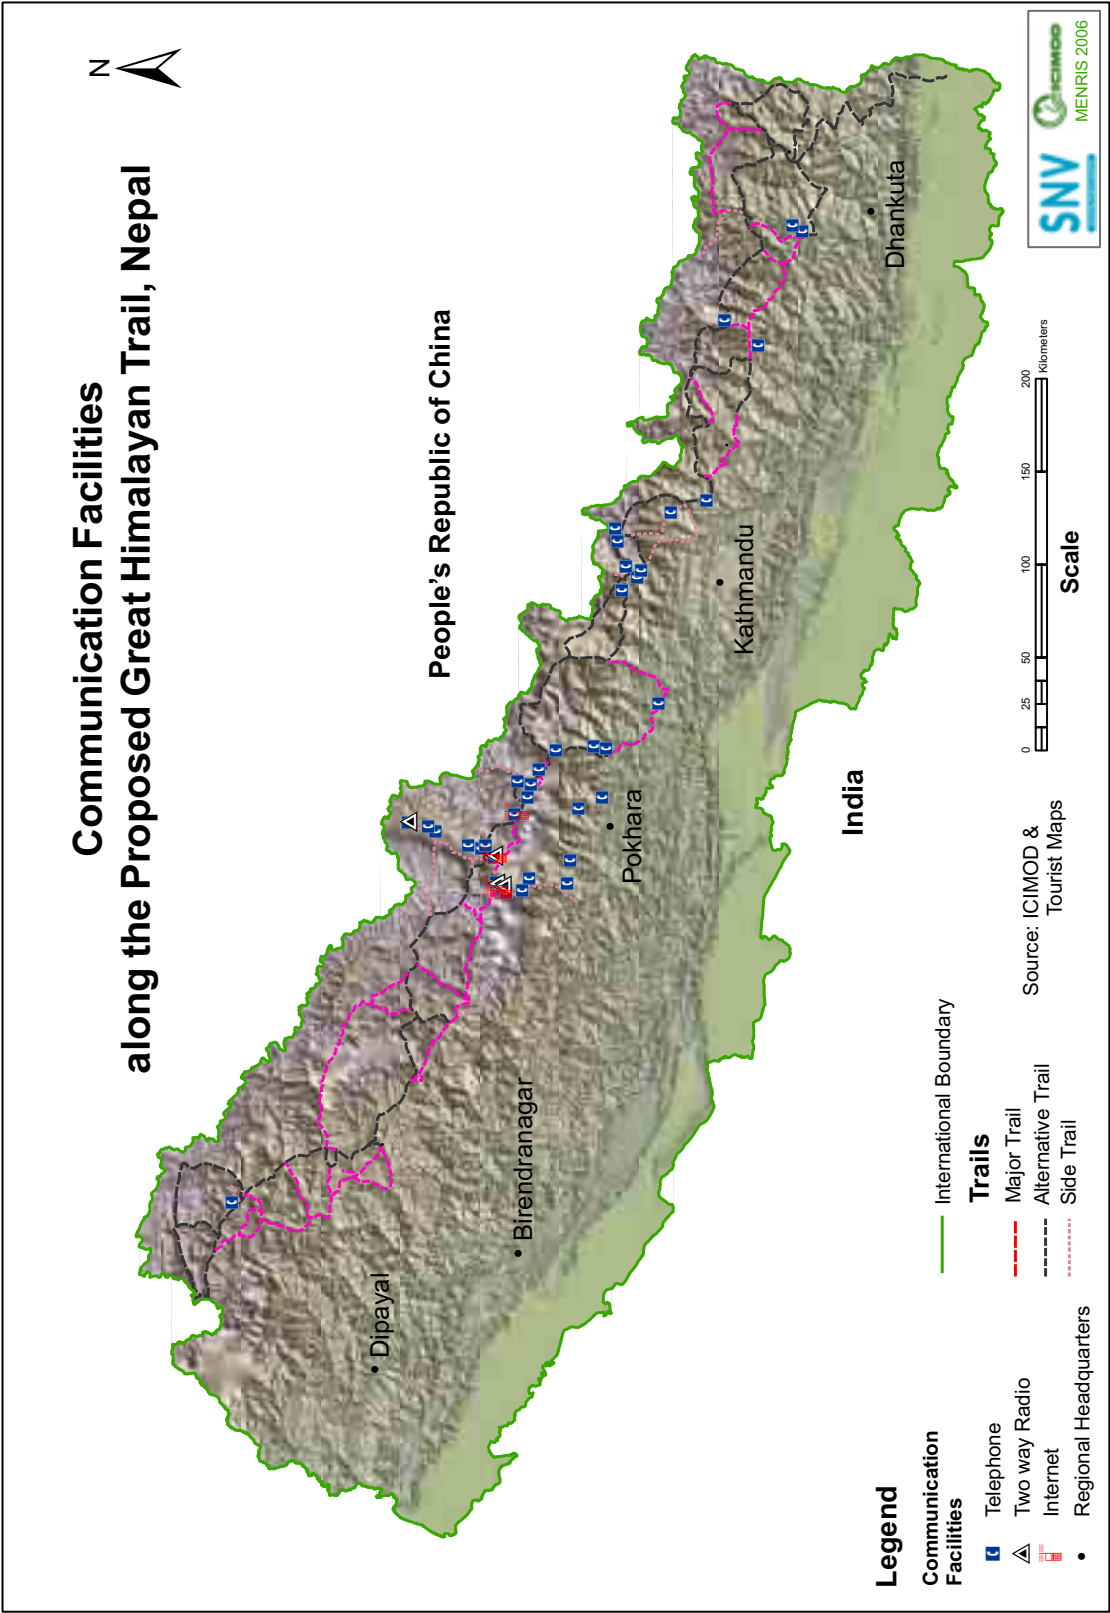 Communication Facilities
along the Proposed Great Himalayan Trail, Nepal
N
People's Republic of China
Dipayal
Birendranagar
Pokhara
Kathmandu
Dhankuta
India
Legend
Communication
Facilities
Telephone
Two way Radio
Internet
Regional Headquarters
International Boundary
Trails
Major Trail
Alternative Trail
Side Trail
Source: ICIMOD &
Tourist Maps
0 25 50 100 150 200
Kilometers
Scale
SNV
ICIMOD
MENRIS 2006